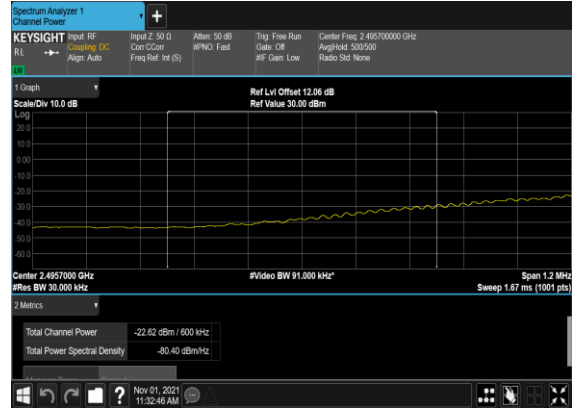 Spectrum Analyzer 1
Channel Power
+
KEYSIGHT Input: RF Input Z: 50 Ω Atten: 50 dB Trig: Free Run Center Freq: 2.495700000 GHz
RL Coupling: DC Corr CCorr #PNO: Fast Gate: Off Avg|Hold: 500/500
Align: Auto Freq Ref: Int (S) #IF Gain: Low Radio Std: None
1 Graph
Ref Lvl Offset 12.06 dB
Scale/Div 10.0 dB Ref Value 30.00 dBm
Log
20.0
10.0
0.00
-10.0
-20.0
-30.0
-40.0
-50.0
-60.0
Center 2.4957000 GHz #Video BW 91.000 kHz* Span 1.2 MHz
#Res BW 30.000 kHz Sweep 1.67 ms (1001 pts)
2 Metrics
Total Channel Power -22.62 dBm / 600 kHz
Total Power Spectral Density -80.40 dBm/Hz
?
Nov 01, 2021
11:32:46 AM